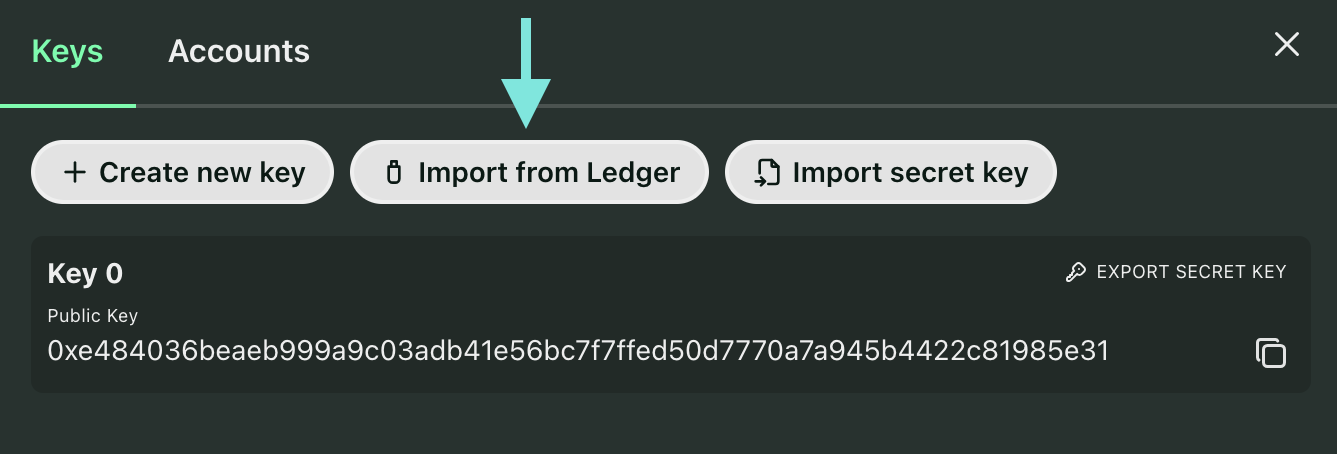 Keys Accounts
Create new key Import from Ledger Import secret key
Key 0 EXPORT SECRET KEY
Public Key
0xe484036beaeb999a9c03adb41e56bc7f7ffed50d7770a7a945b4422c81985e31